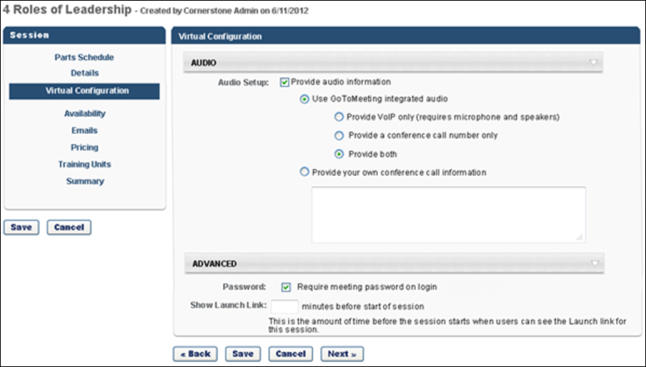 4 Roles of Leadership - Created by Cornerstone Admin on 6/11/2012
Session
Parts Schedule
Details
Virtual Configuration
Availability
Emails
Pricing
Training Units
Summary
Save Cancel
Virtual Configuration
AUDIO
Audio Setup: Provide audio information
Use GoToMeeting integrated audio
Provide VoIP only (requires microphone and speakers)
Provide a conference call number only
Provide both
Provide your own conference call information
ADVANCED
Password: Require meeting password on login
Show Launch Link: minutes before start of session
This is the amount of time before the session starts when users can see the Launch link for
this session.
« Back Save Cancel Next »